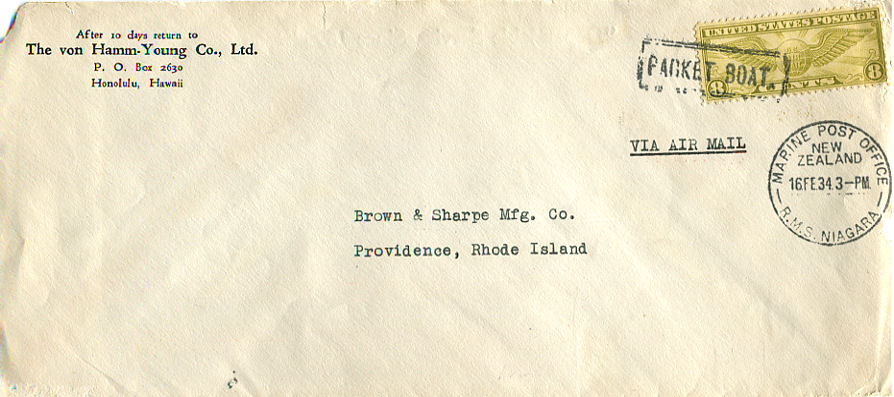 After 10 days return to
The von Hamm-Young Co., Ltd.
P. O. Box 2630
Honolulu, Hawaii
UNITED STATES POSTAGE
8 CENTS 8
PACKET BOAT.
VIA AIR MAIL
MARINE POST OFFICE
NEW
ZEALAND
16FE34.3-PM.
R.M.S. NIAGARA
Brown & Sharpe Mfg. Co.
Providence, Rhode Island